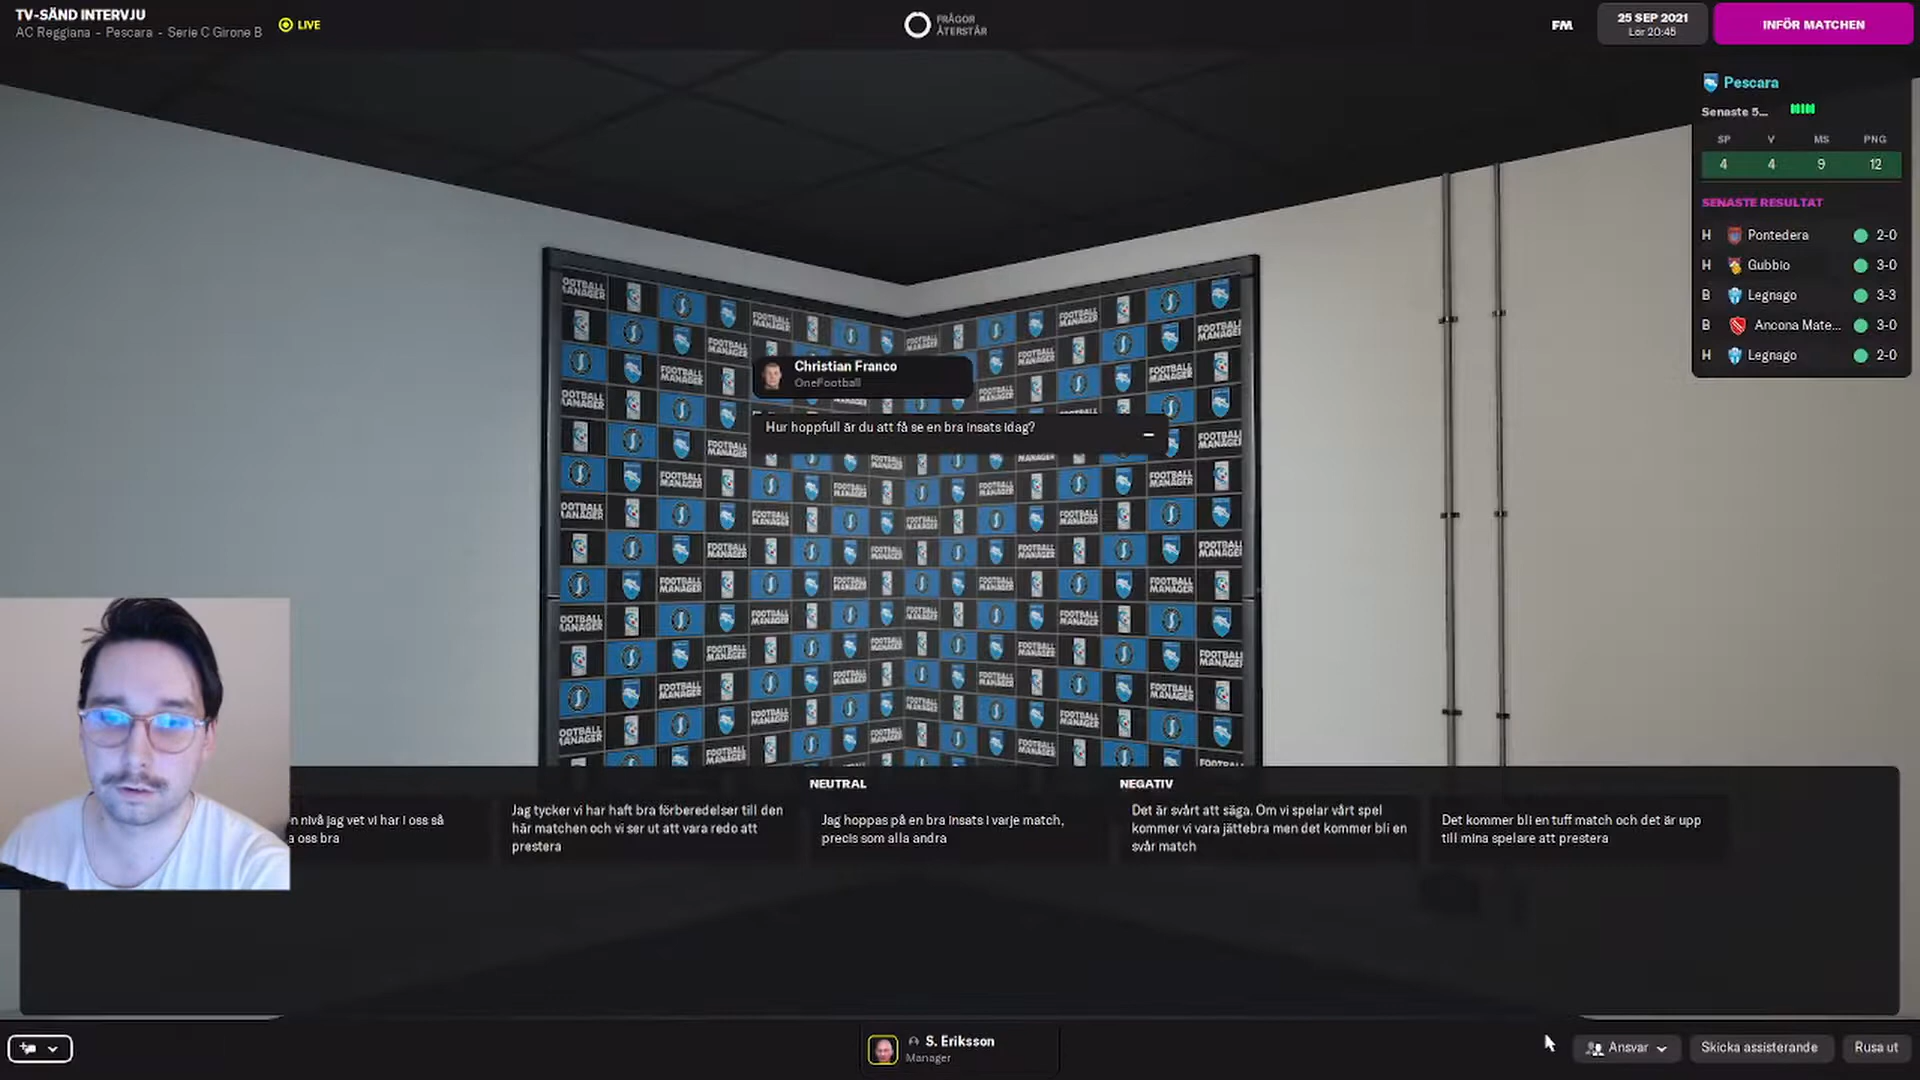 TV-SÄND INTERVJU
AC Reggiana - Pescara - Serie C Girone B
LIVE
FRÅGOR
ÅTERSTÅR
FM
25 SEP 2021
Lör 20:45
INFÖR MATCHEN
Pescara
Senaste 5...
SP V MS PNG
4 4 9 12
SENASTE RESULTAT
H Pontedera 2-0
H Gubbio 3-0
B Legnago 3-3
B Ancona Mate... 3-0
H Legnago 2-0
FOOTBALL
MANAGER
Christian Franco
OneFootball
Hur hoppfull är du att få se en bra insats idag?
NEUTRAL
NEGATIV
n nivå jag vet vi har i oss så
a oss bra
Jag tycker vi har haft bra förberedelser till den
här matchen och vi ser ut att vara redo att
prestera
Jag hoppas på en bra insats i varje match,
precis som alla andra
Det är svårt att säga. Om vi spelar vårt spel
kommer vi vara jättebra men det kommer bli en
svår match
Det kommer bli en tuff match och det är upp
till mina spelare att prestera
S. Eriksson
Manager
Ansvar
Skicka assisterande
Rusa ut